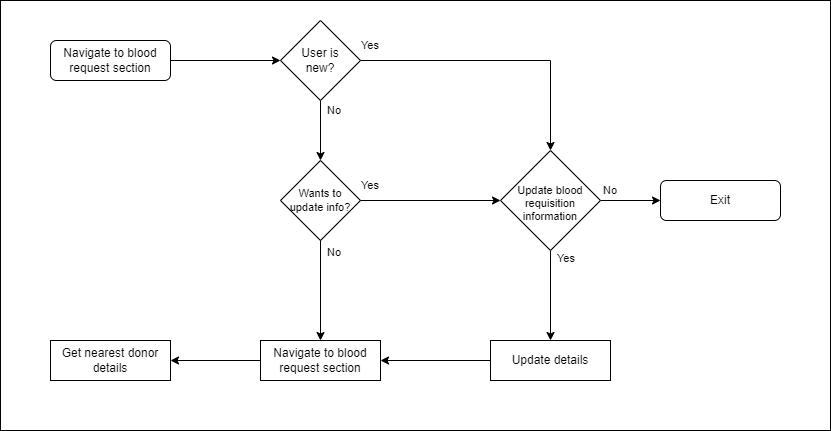 Navigate to blood
request section
User is
new?
Yes
No
Wants to
update info?
Yes
No
Update blood
requisition
information
No
Yes
Exit
Get nearest donor
details
Navigate to blood
request section
Update details